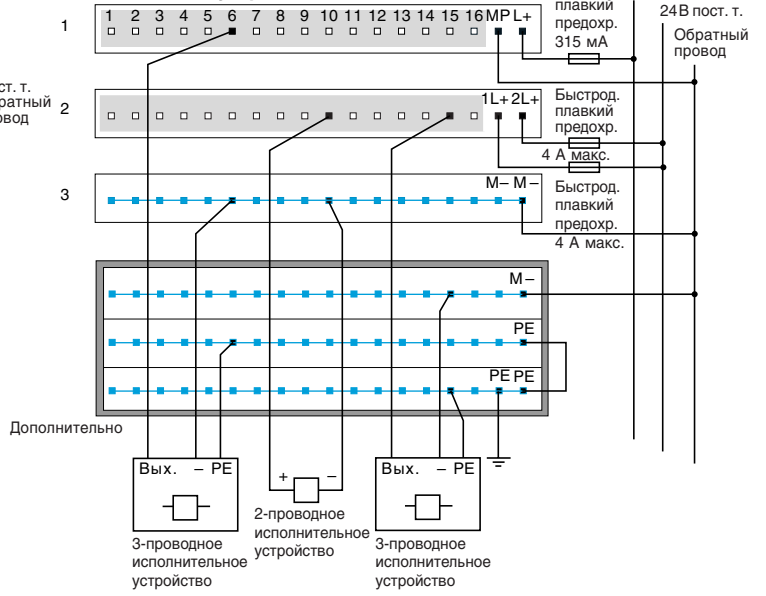 плавкий
предохр.
315 мА
24В пост. т.
Обратный
провод
1
1 2 3 4 5 6 7 8 9 10 11 12 13 14 15 16 MP L+
2
1L+ 2L+
Быстрод.
плавкий
предохр.
4 А макс.
3
M– M–
Быстрод.
плавкий
предохр.
4 А макс.
M–
PE
PE PE
Дополнительно
Вых. – PE
+ –
Вых. – PE
2-проводное
исполнительное
устройство
3-проводное
исполнительное
устройство
3-проводное
исполнительное
устройство